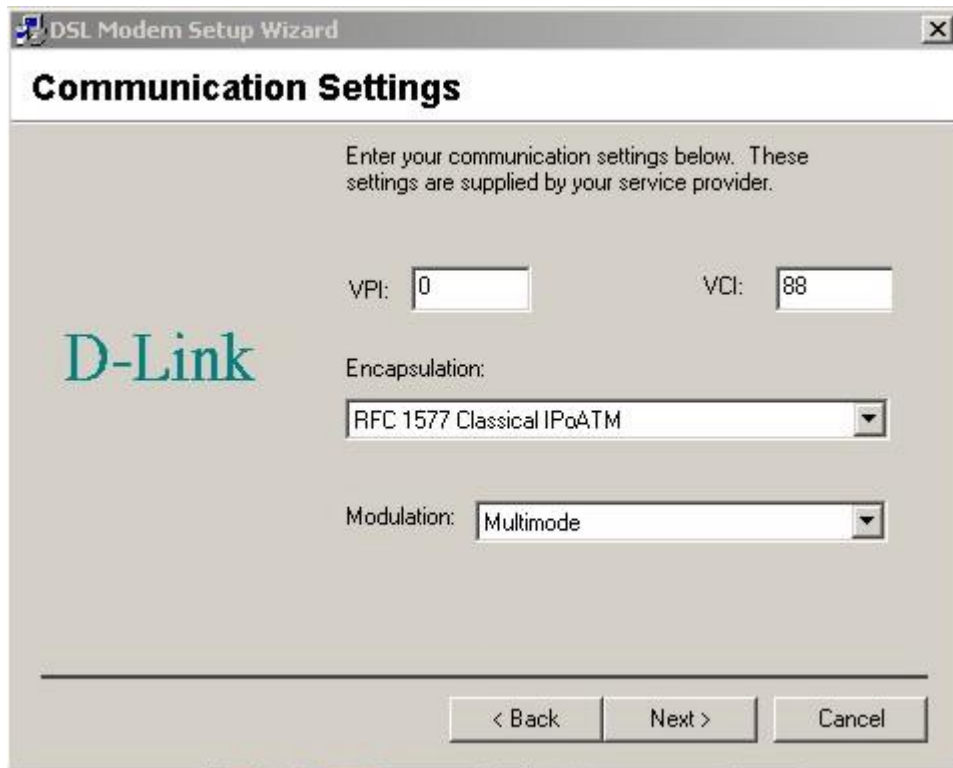 DSL Modem Setup Wizard
Communication Settings
Enter your communication settings below. These
settings are supplied by your service provider.
VPI: 0 VCI: 88
D-Link
Encapsulation:
RFC 1577 Classical IPoATM
Modulation: Multimode
< Back Next > Cancel